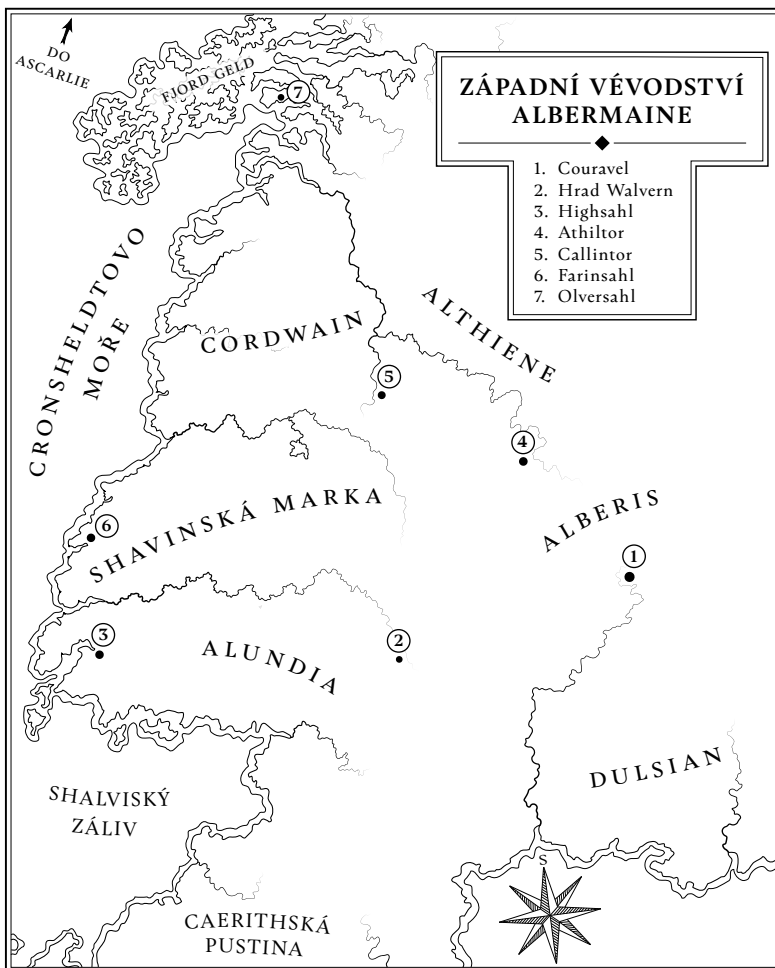 DO
ASCARLIE
FJORD GELD
7
ZÁPADNÍ VÉVODSTVÍ
ALBERMAINE
1. Couravel
2. Hrad Walvern
3. Highsahl
4. Athiltor
5. Callintor
6. Farinsahl
7. Olversahl
CRONSHELDTOVO
MOŘE
CORDWAIN
ALTHIENE
5
4
SHAVINSKÁ MARKA
6
ALBERIS
1
3
ALUNDIA
2
DULSIAN
SHALVISKÝ
ZÁLIV
S
CAERITHSKÁ
PUSTINA